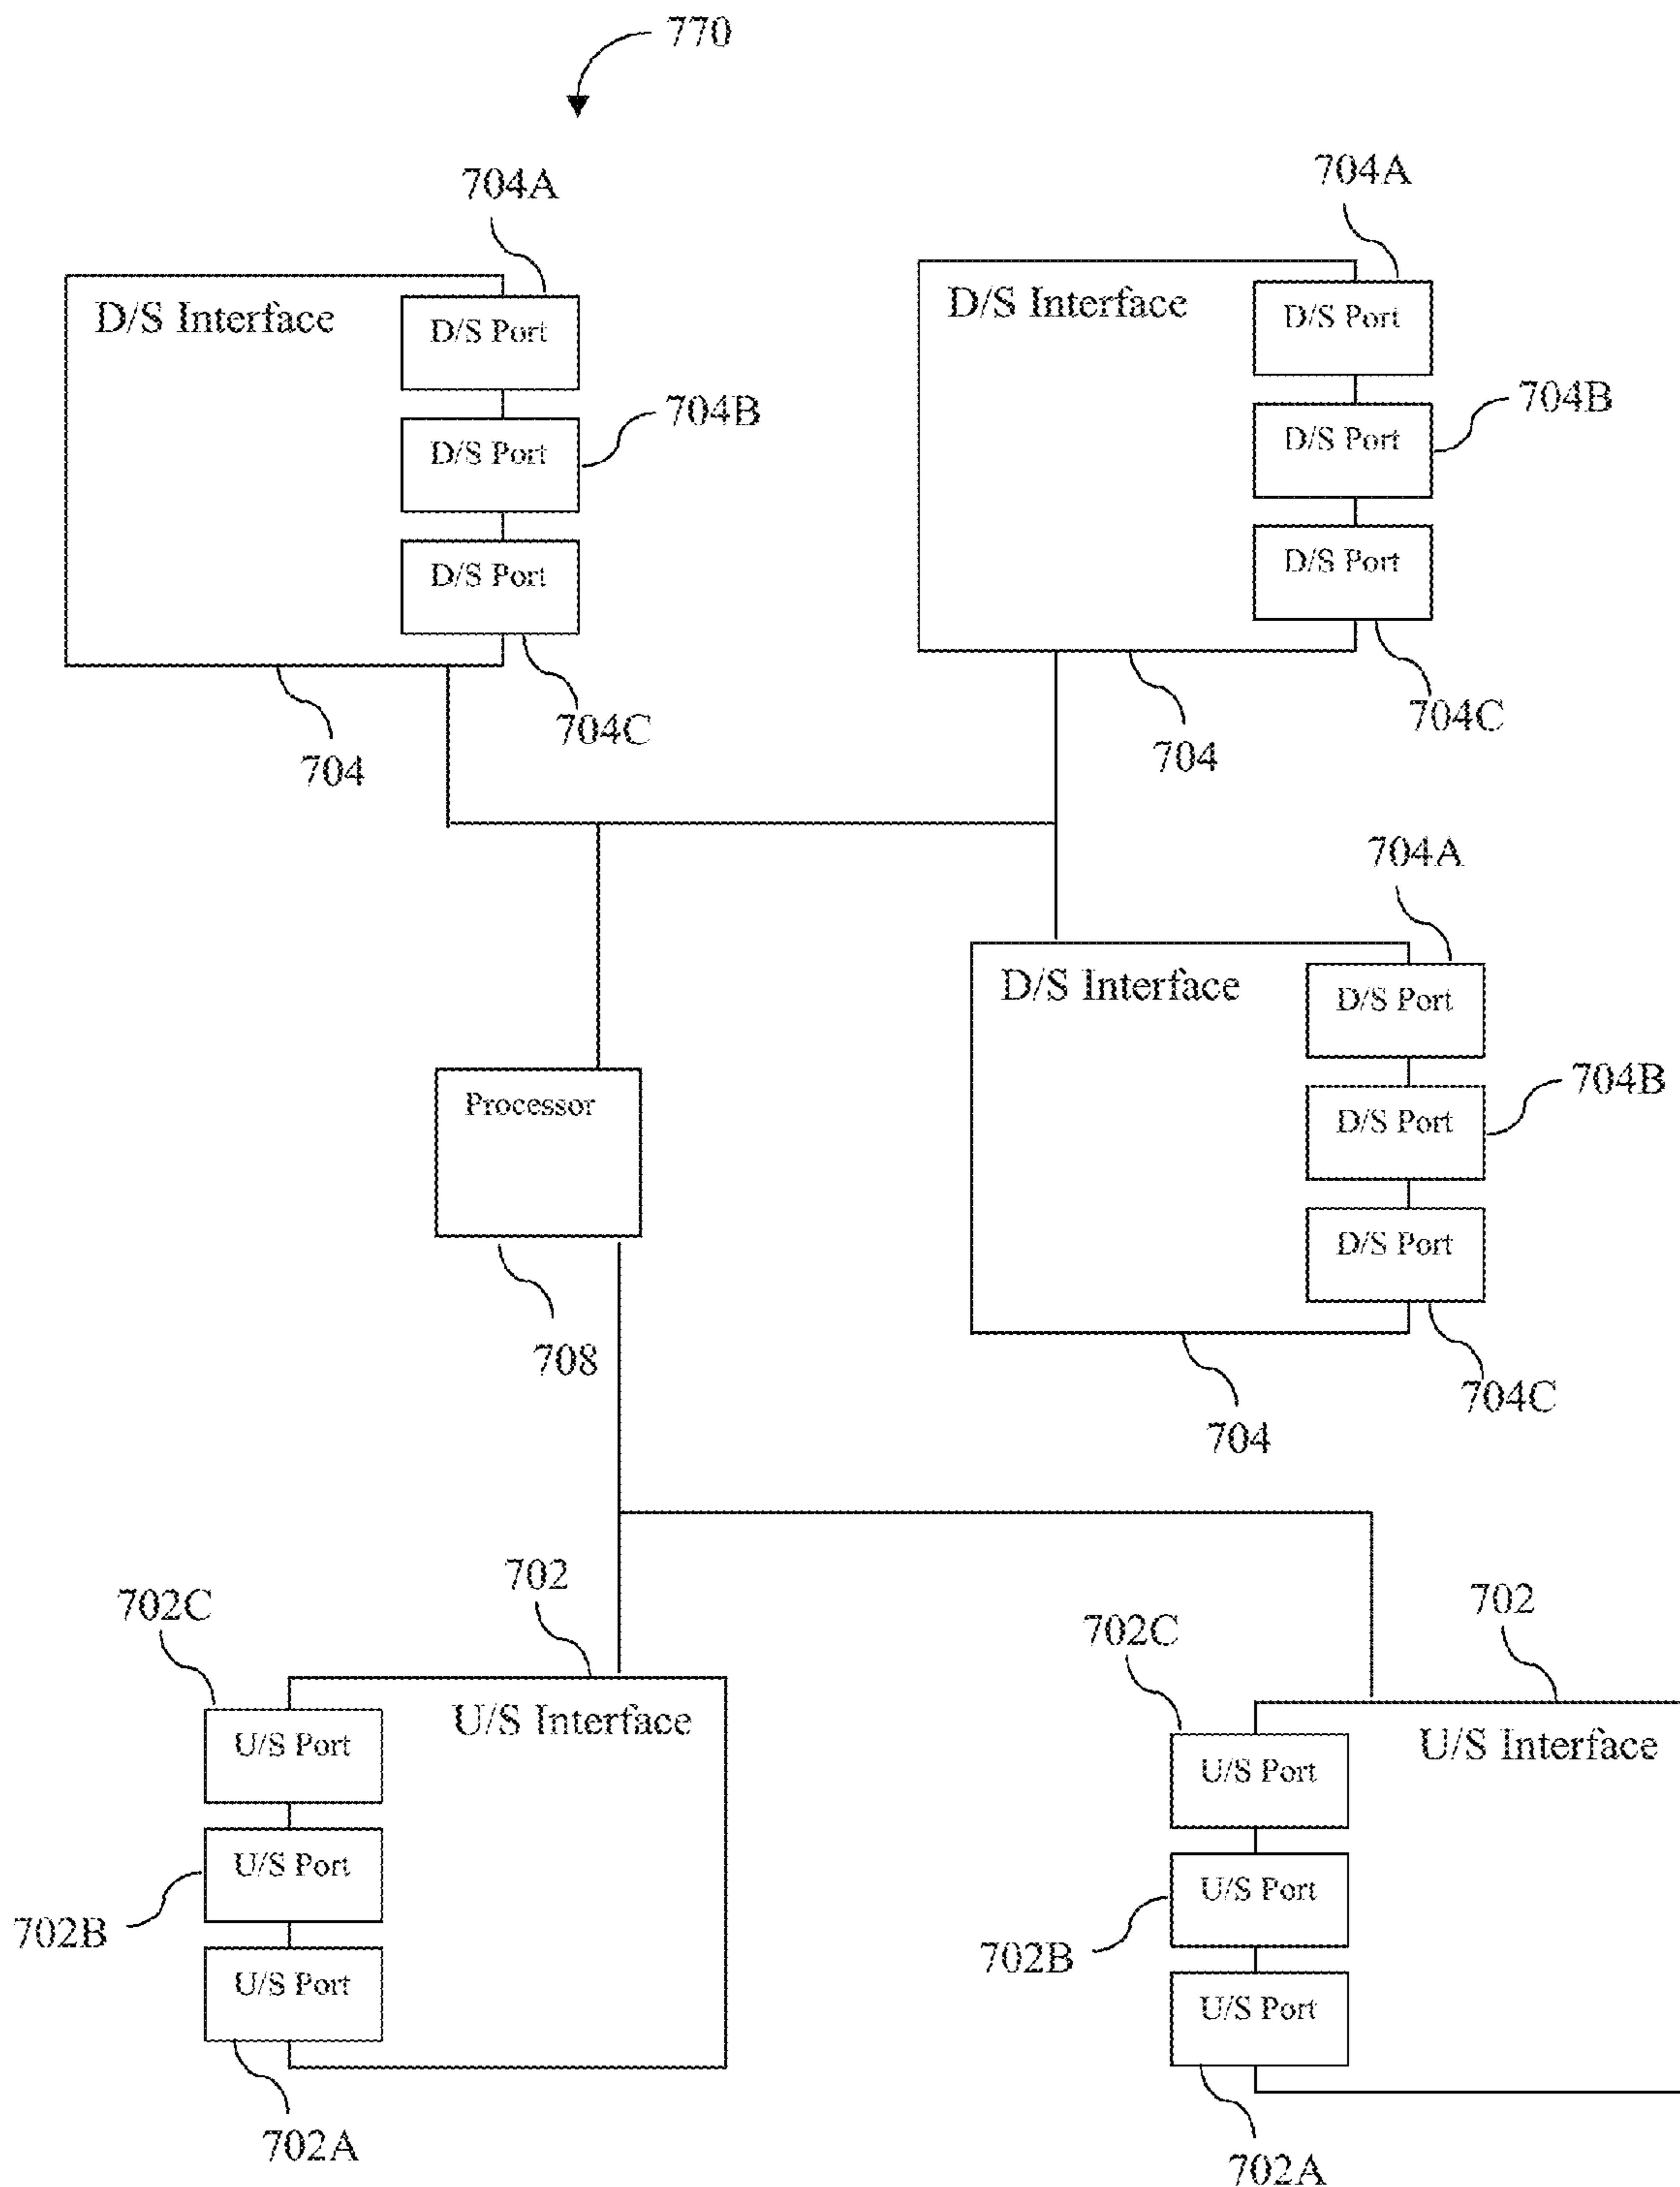 770
704A
D/S Interface
D/S Port
704B
D/S Port
D/S Port
704C
704
704A
D/S Interface
D/S Port
704B
D/S Port
D/S Port
704C
704
704A
D/S Interface
D/S Port
704B
D/S Port
D/S Port
704C
704
Processor
708
702
702C
U/S Interface
U/S Port
U/S Port
702B
U/S Port
702A
702
702C
U/S Interface
U/S Port
U/S Port
702B
U/S Port
702A